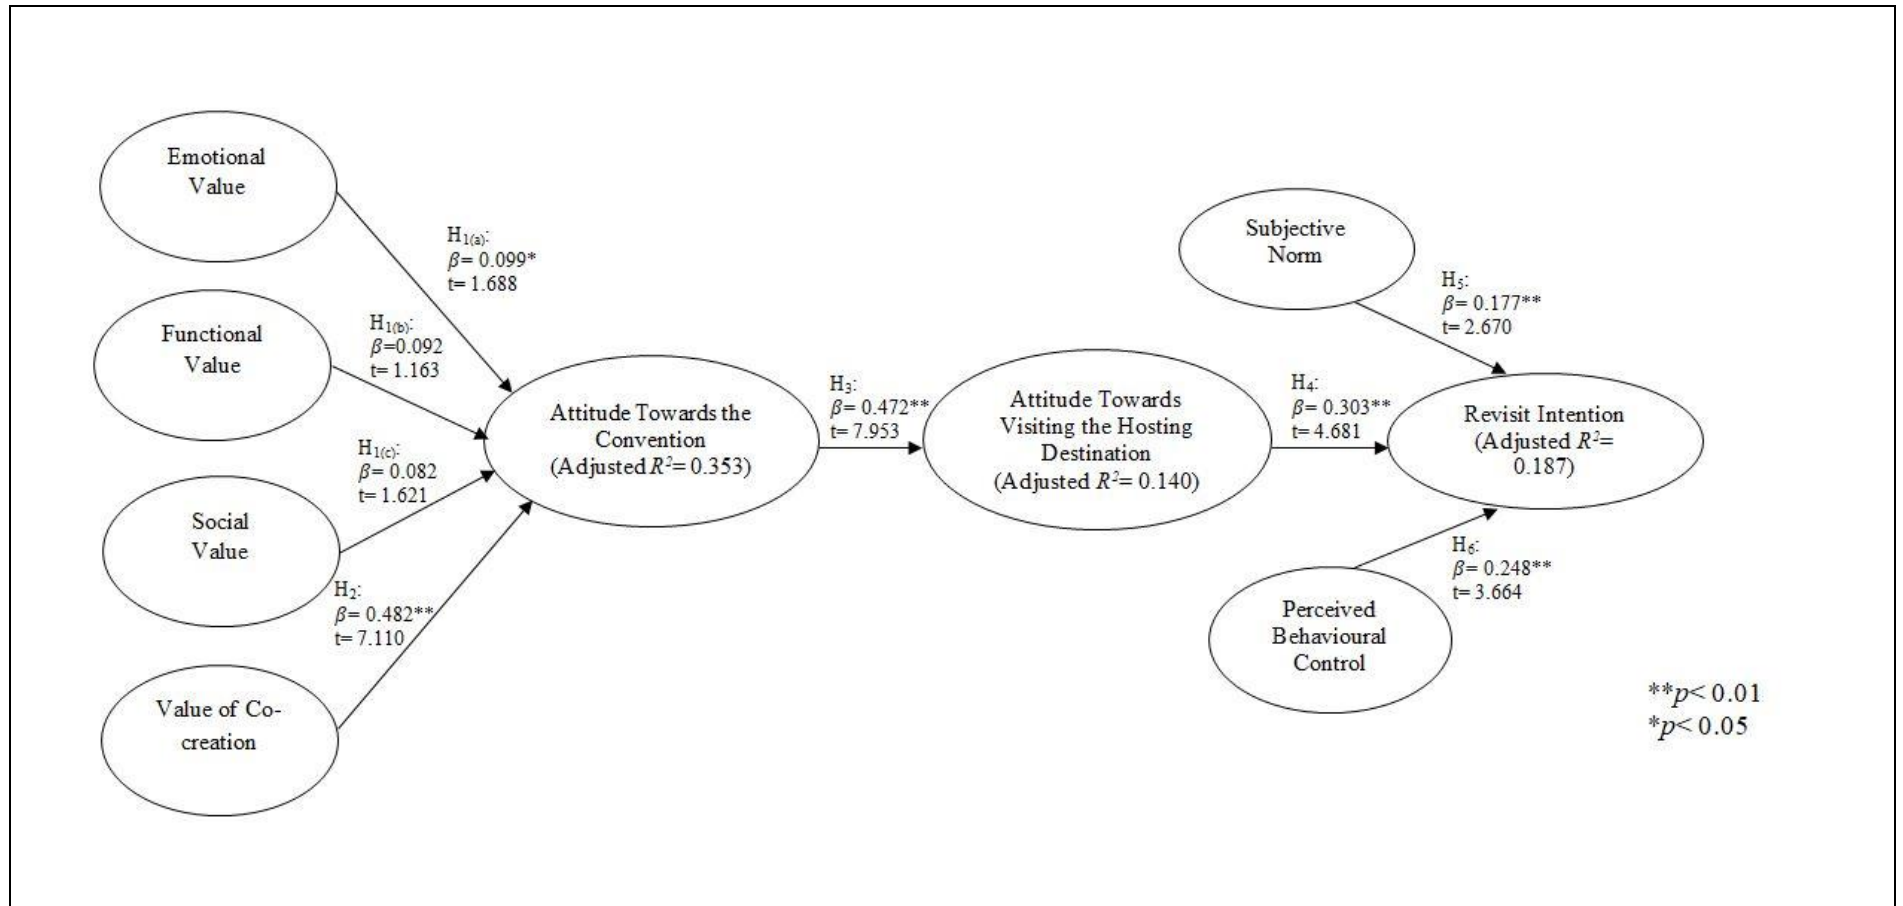 Emotional
Value
H1(a):
β= 0.099*
t= 1.688
Functional
Value
H1(b):
β=0.092
t= 1.163
Social
Value
H1(c):
β= 0.082
t= 1.621
Value of Co-
creation
H2:
β= 0.482**
t= 7.110
Attitude Towards the
Convention
(Adjusted R²= 0.353)
H3:
β= 0.472**
t= 7.953
Attitude Towards
Visiting the Hosting
Destination
(Adjusted R²= 0.140)
H4:
β= 0.303**
t= 4.681
Subjective
Norm
H5:
β= 0.177**
t= 2.670
Revisit Intention
(Adjusted R²=
0.187)
H6:
β= 0.248**
t= 3.664
Perceived
Behavioural
Control
**p< 0.01
*p< 0.05